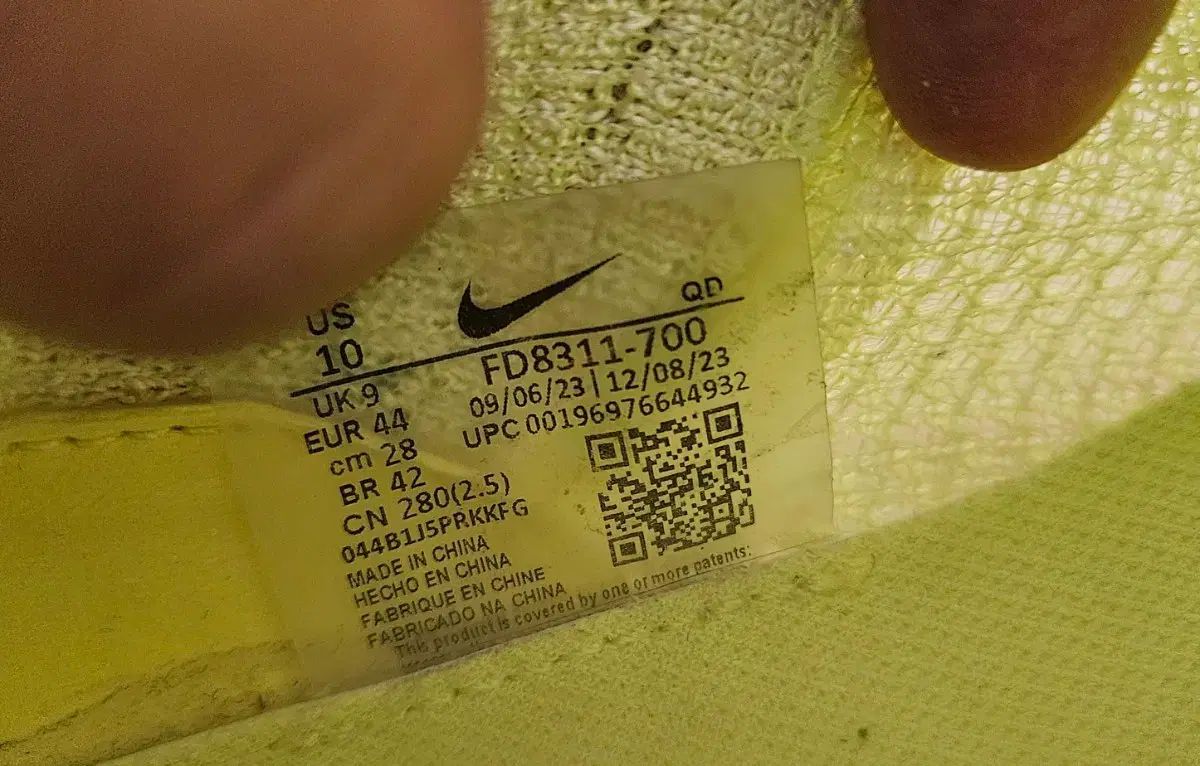 US
10
QD
UK 9
FD8311-700
EUR 44
09/06/23 | 12/08/23
cm 28
UPC 00196976644932
BR 42
CN 280(2.5)
044B1J5PRKKFG
MADE IN CHINA
HECHO EN CHINA
FABRIQUE EN CHINE
FABRICADO NA CHINA
This product is covered by one or more patents: